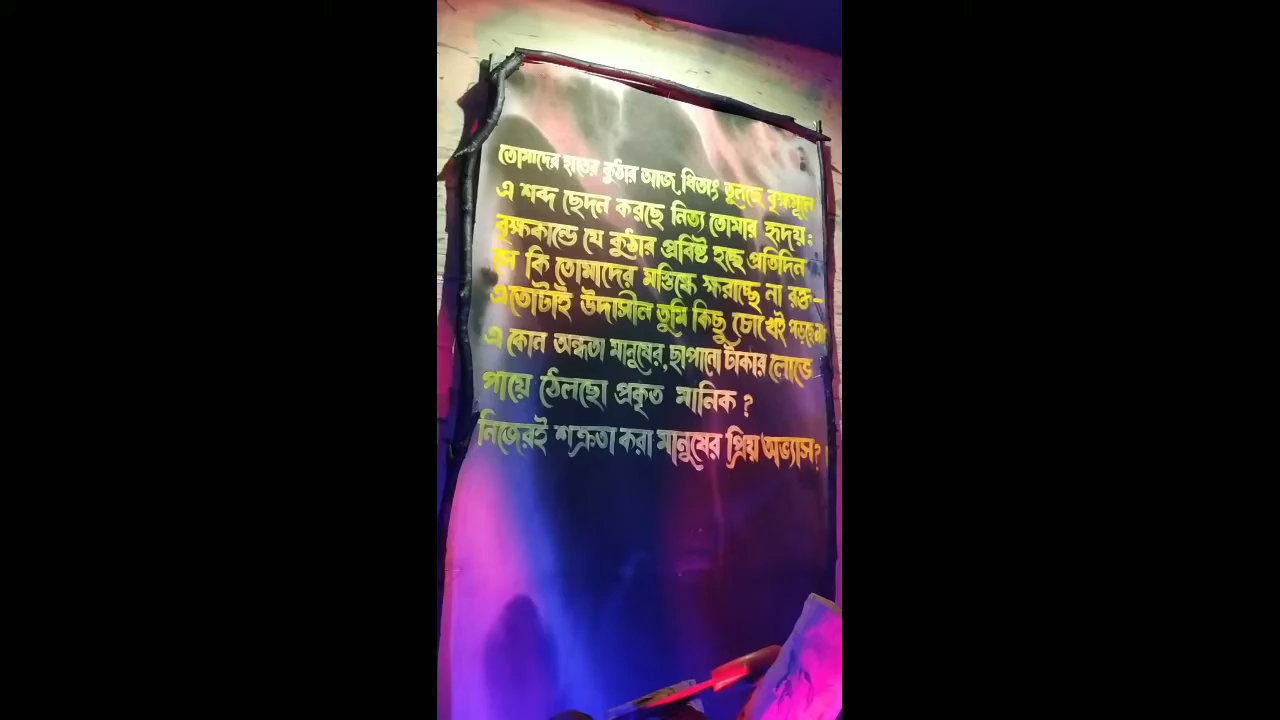 তোমাদের হাতের কুঠার আজ ধিতাং তুলছে বৃক্ষমূলে
এ শব্দ ছেদন করছে নিত্য তোমার হৃদয়;
বৃক্ষকান্ডে যে কুঠার প্রবিষ্ট হচ্ছে প্রতিদিন
সে কি তোমাদের মস্তিষ্কে ক্ষরাচ্ছে না রক্ত-
এতোটাই উদাসীন তুমি কিছু চোখেই পড়ছে না
এ কোন অন্ধতা মানুষের, ছাপানো টাকার লোভে
পায়ে ঠেলছো প্রকৃত মানিক?
নিজেরই শত্রুতা করা মানুষের প্রিয় অভ্যাস?।